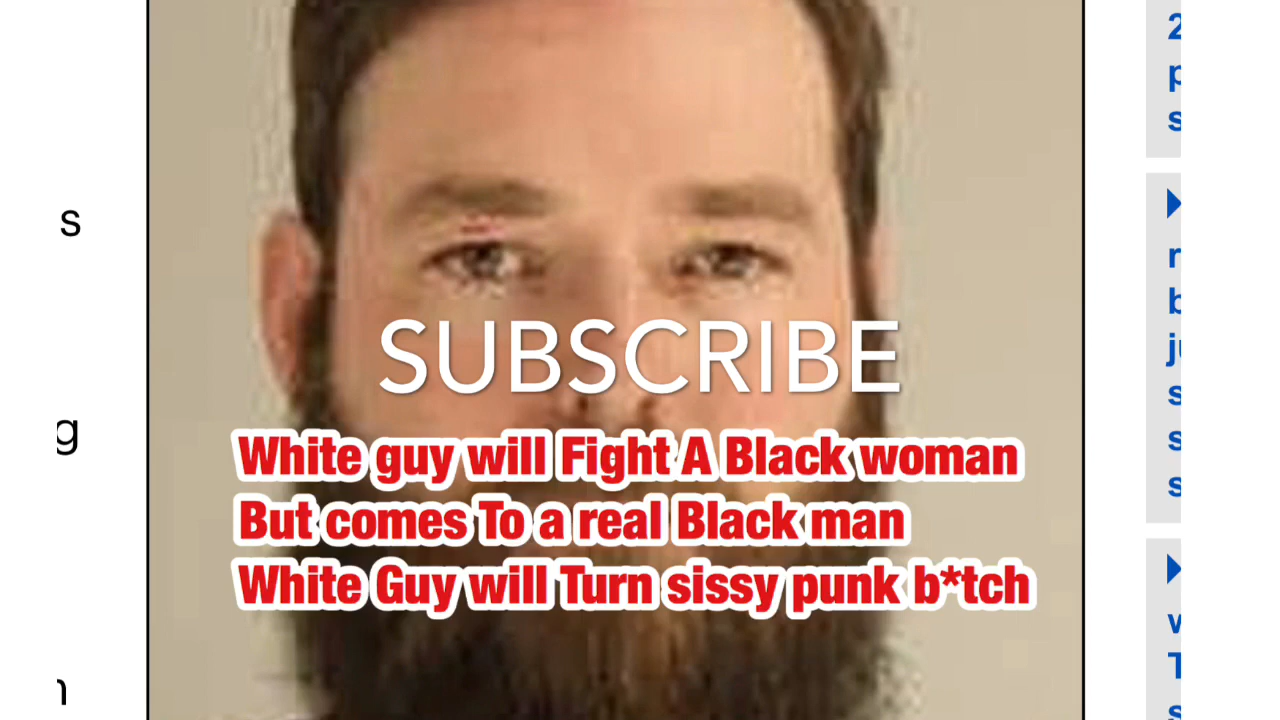 s
g
SUBSCRIBE
White guy will Fight A Black woman
But comes To a real Black man
White Guy will Turn sissy punk b*tch
2
p
s
r
b
s
s
s
T